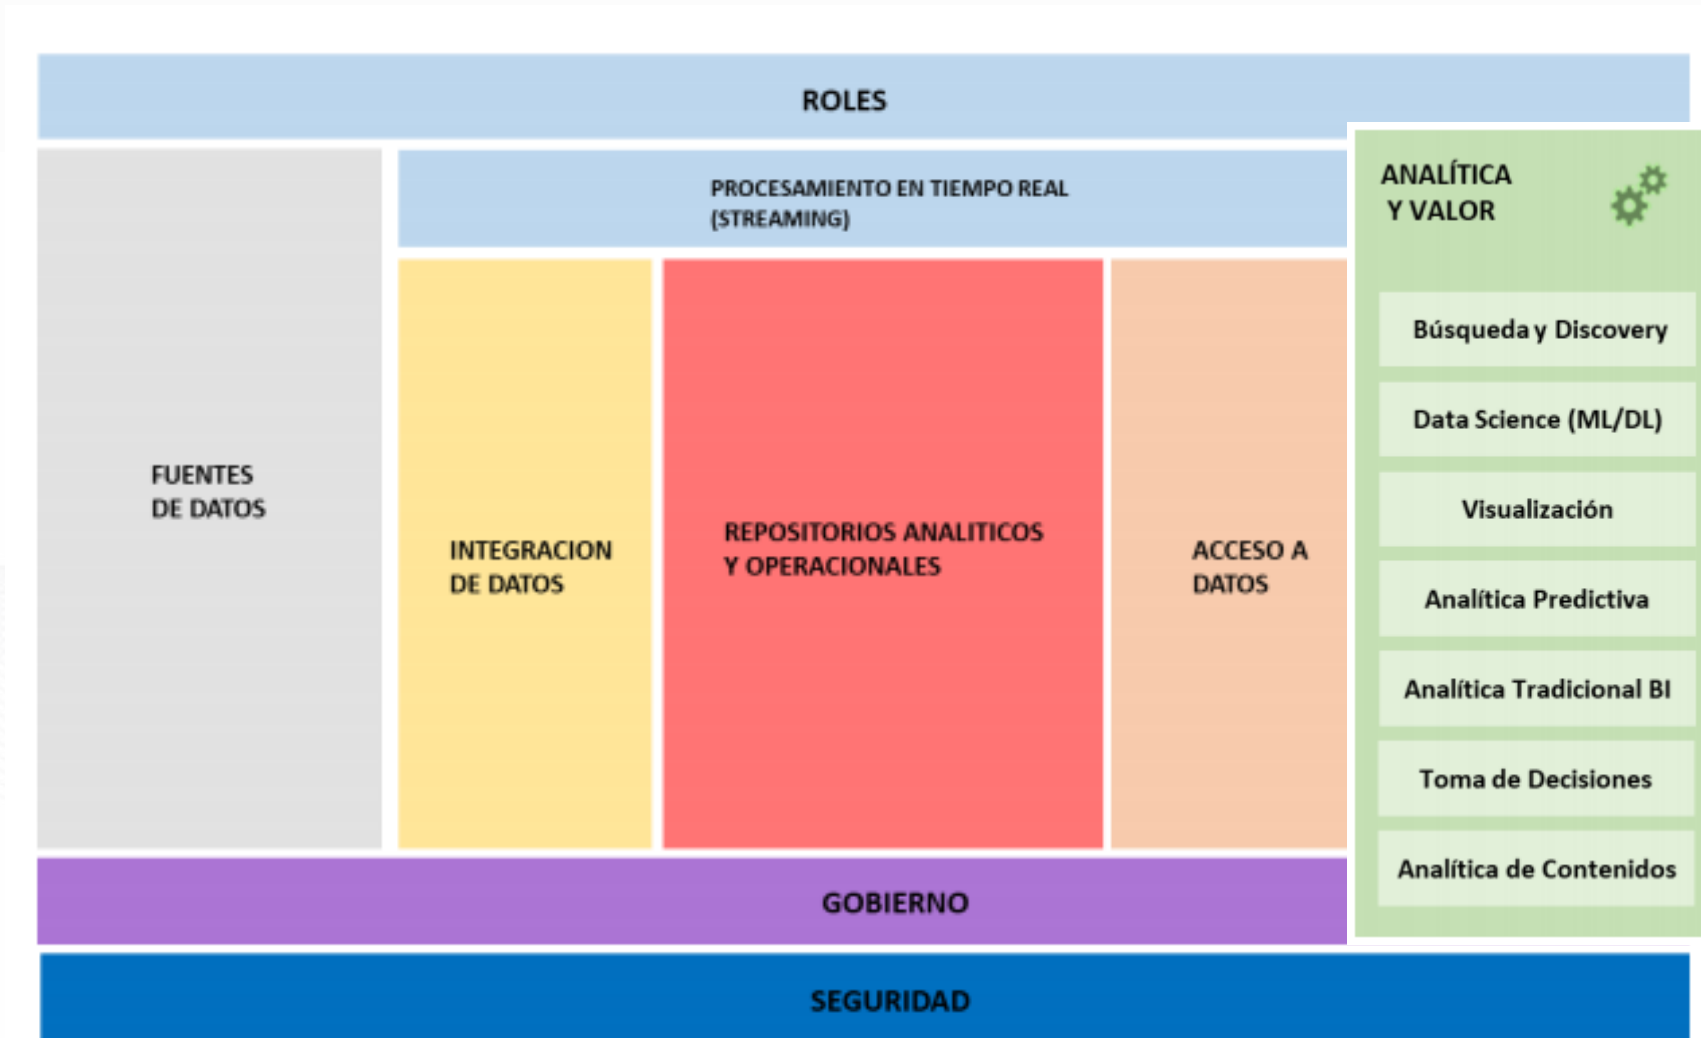 ROLES
PROCESAMIENTO EN TIEMPO REAL
(STREAMING)
FUENTES
DE DATOS
INTEGRACION
DE DATOS
REPOSITORIOS ANALITICOS
Y OPERACIONALES
ACCESO A
DATOS
ANALÍTICA
Y VALOR
Búsqueda y Discovery
Data Science (ML/DL)
Visualización
Analítica Predictiva
Analítica Tradicional BI
Toma de Decisiones
Analítica de Contenidos
GOBIERNO
SEGURIDAD